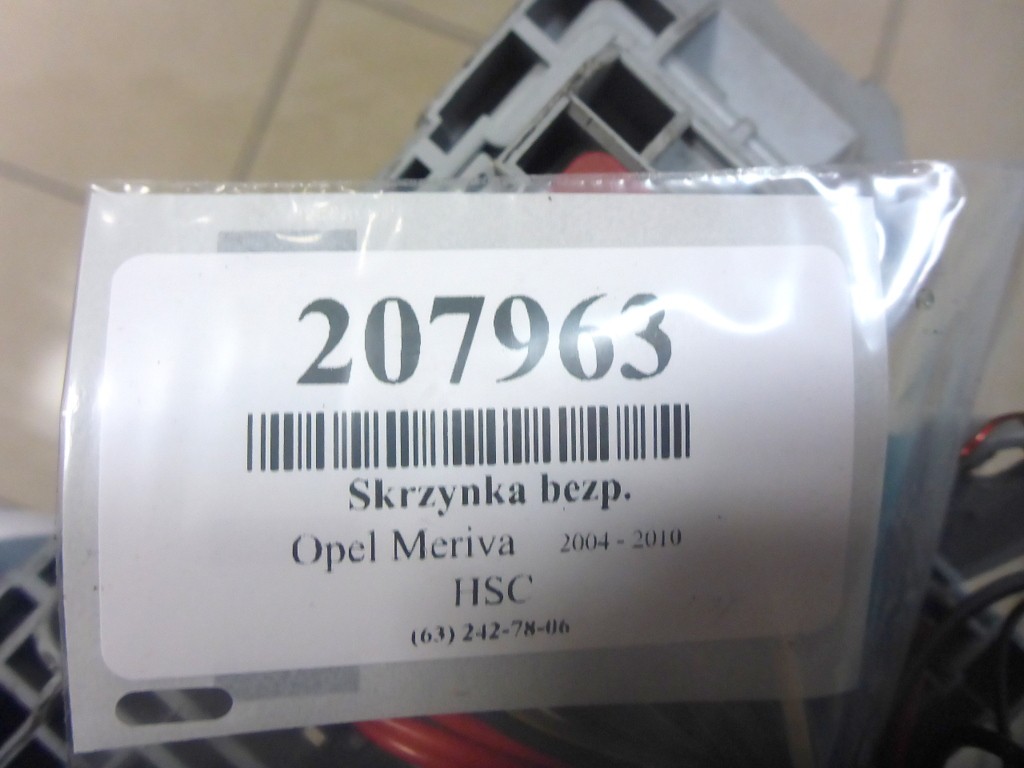 207963
Skrzynka bezp.
Opel Meriva 2004 - 2010
HSC
(63) 242-78-06